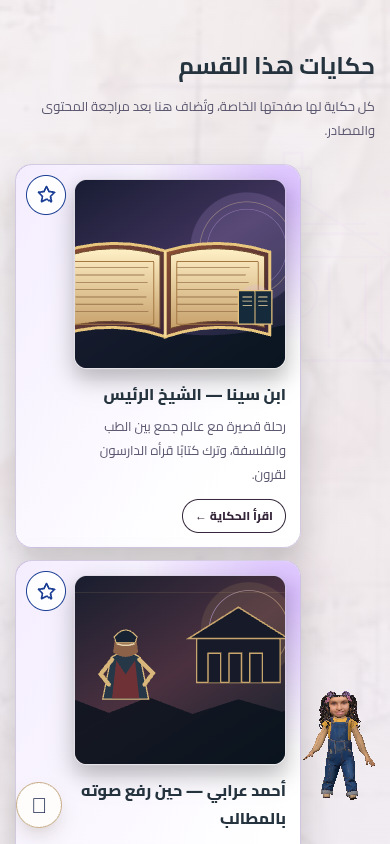 حكايات هذا القسم
كل حكاية لها صفحتها الخاصة، وتُضاف هنا بعد مراجعة المحتوى
والمصادر.
ابن سينا — الشيخ الرئيس
رحلة قصيرة مع عالم جمع بين الطب
والفلسفة، وترك كتابًا قرأه الدارسون
لقرون.
اقرأ الحكاية ←
أحمد عرابي — حين رفع صوته
بالمطالب